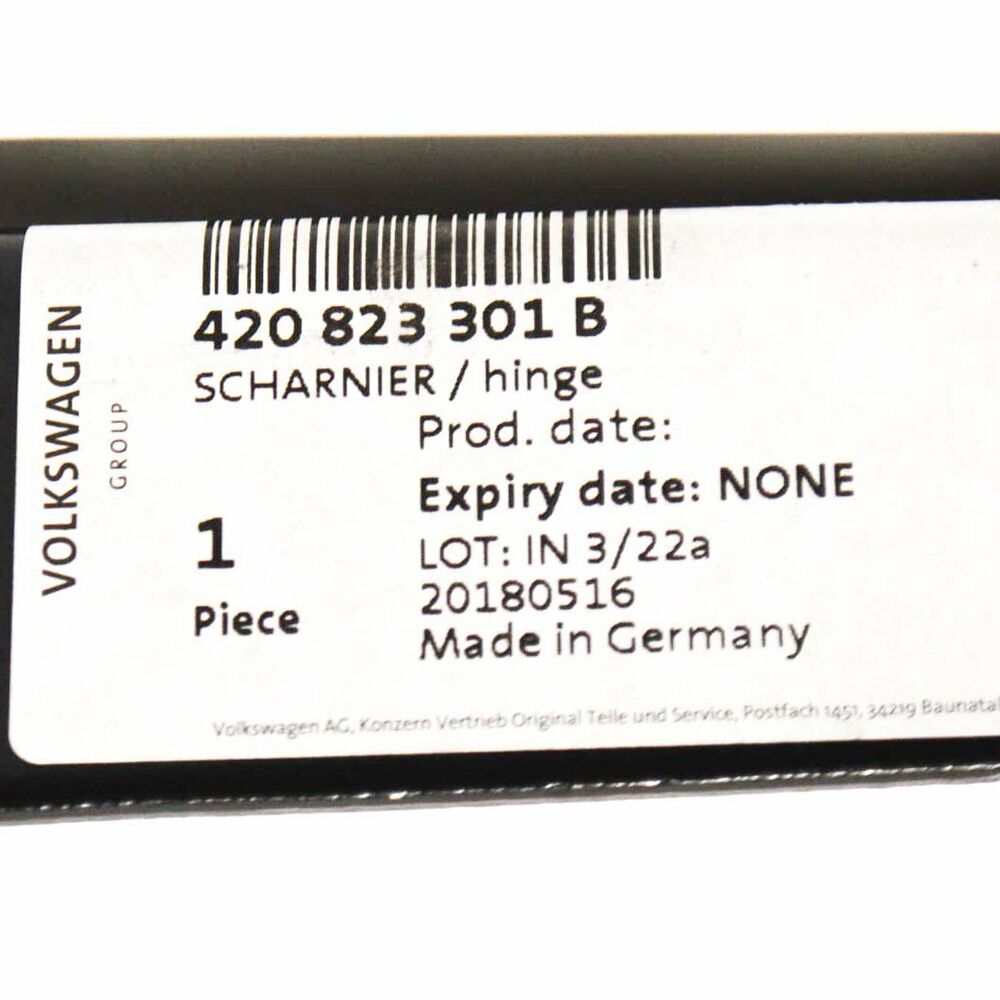 VOLKSWAGEN
GROUP
420 823 301 B
SCHARNIER / hinge
Prod. date:
Expiry date: NONE
1
Piece
LOT: IN 3/22a
20180516
Made in Germany
Volkswagen AG, Konzern Vertrieb Original Teile und Service, Postfach 1451, 34219 Baunatal